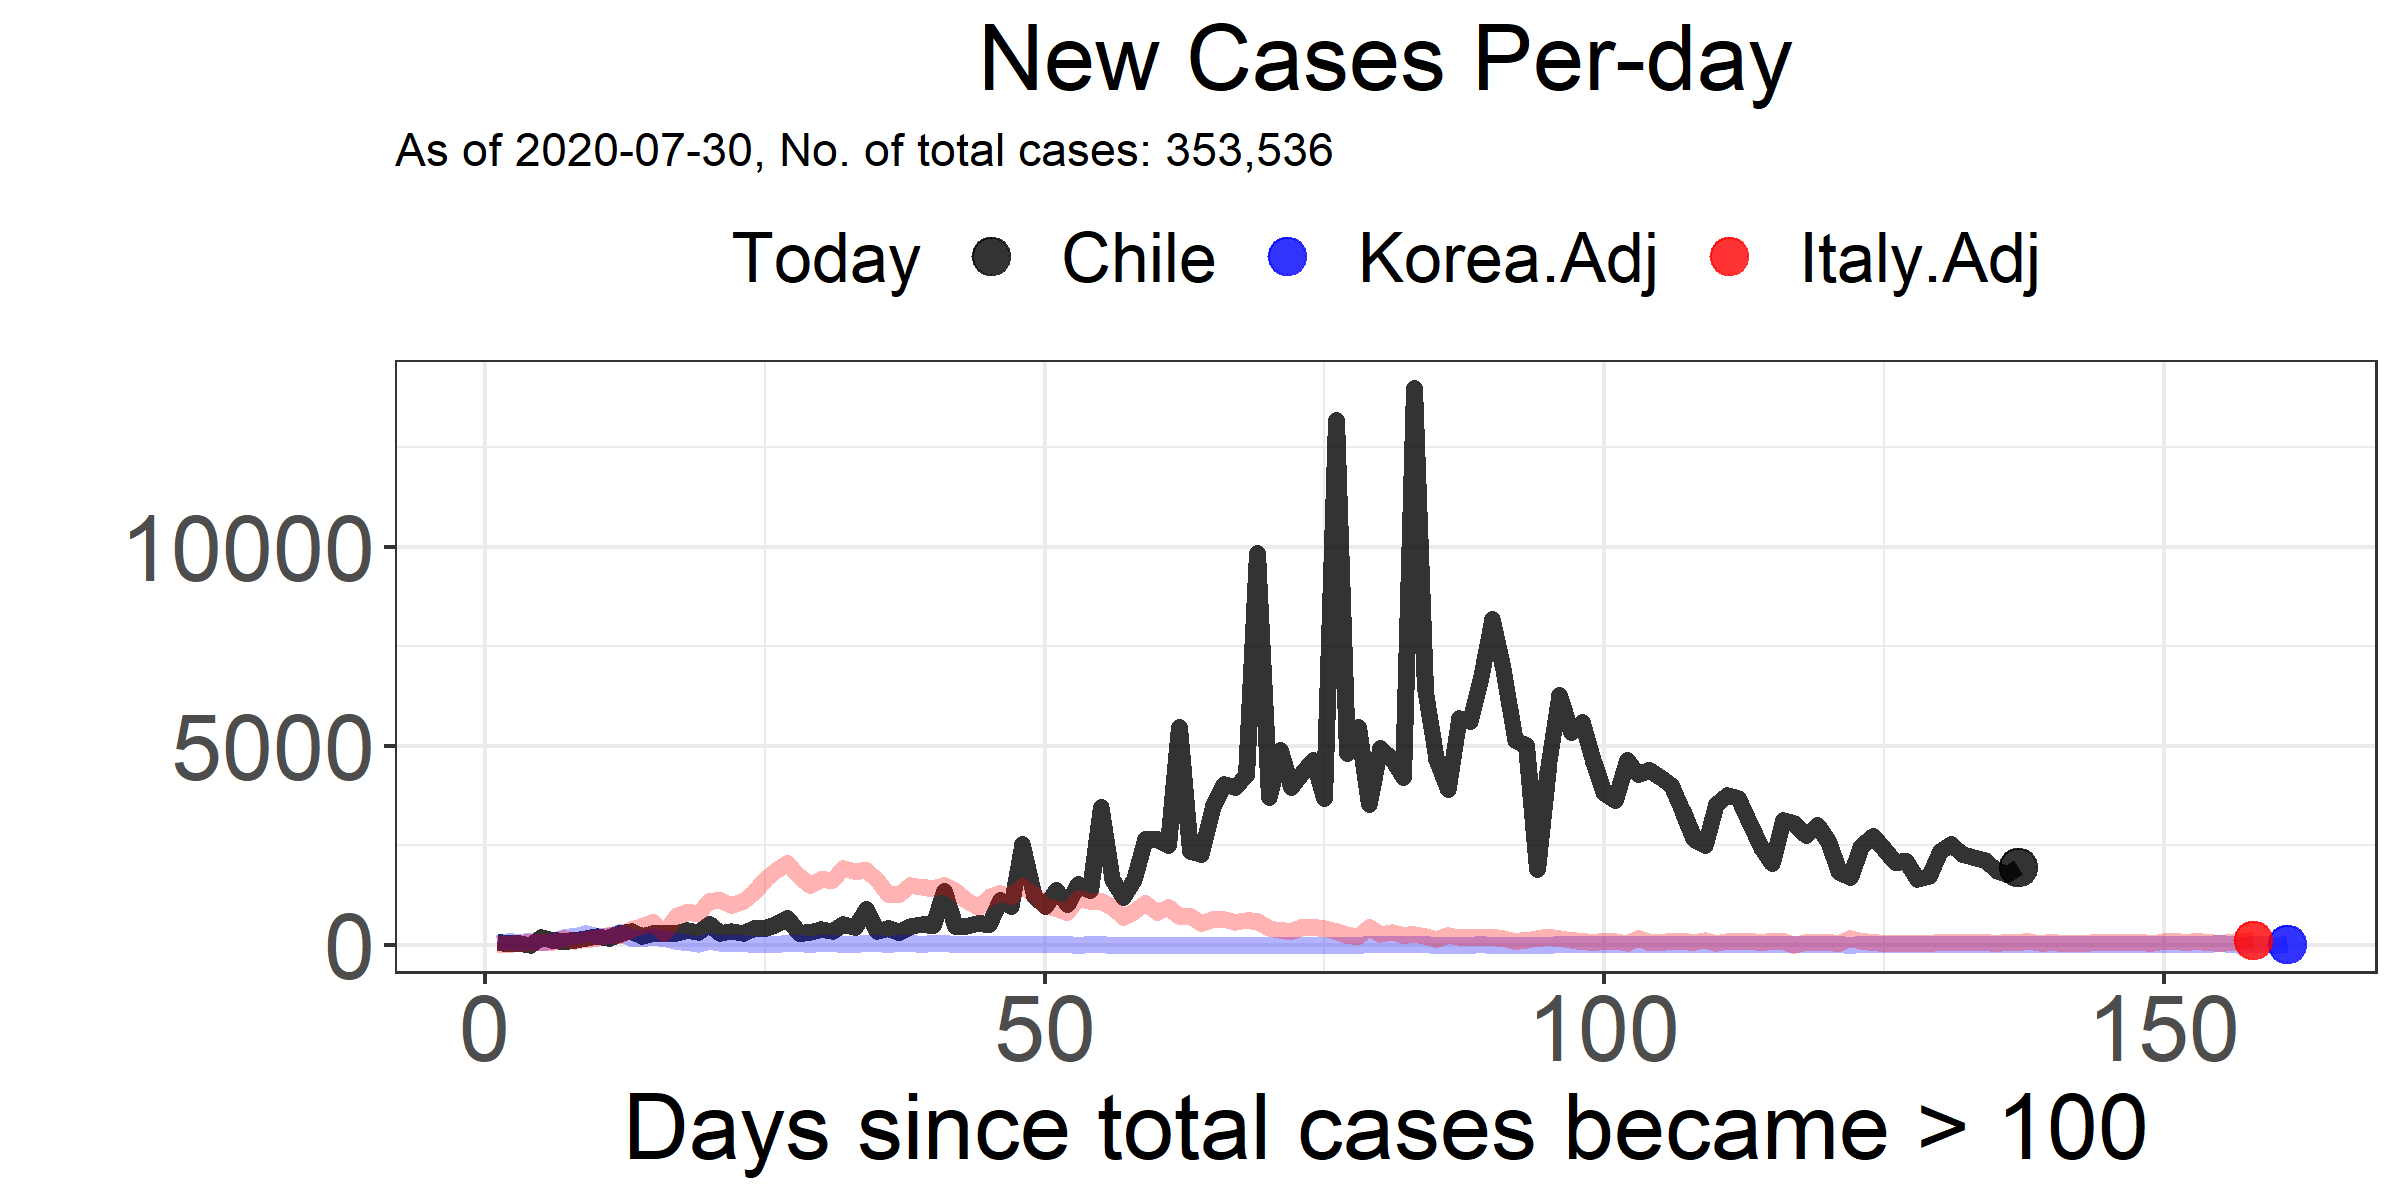 New Cases Per-day
As of 2020-07-30, No. of total cases: 353,536
Today Chile Korea.Adj Italy.Adj
10000
5000
0
0 50 100 150
Days since total cases became > 100